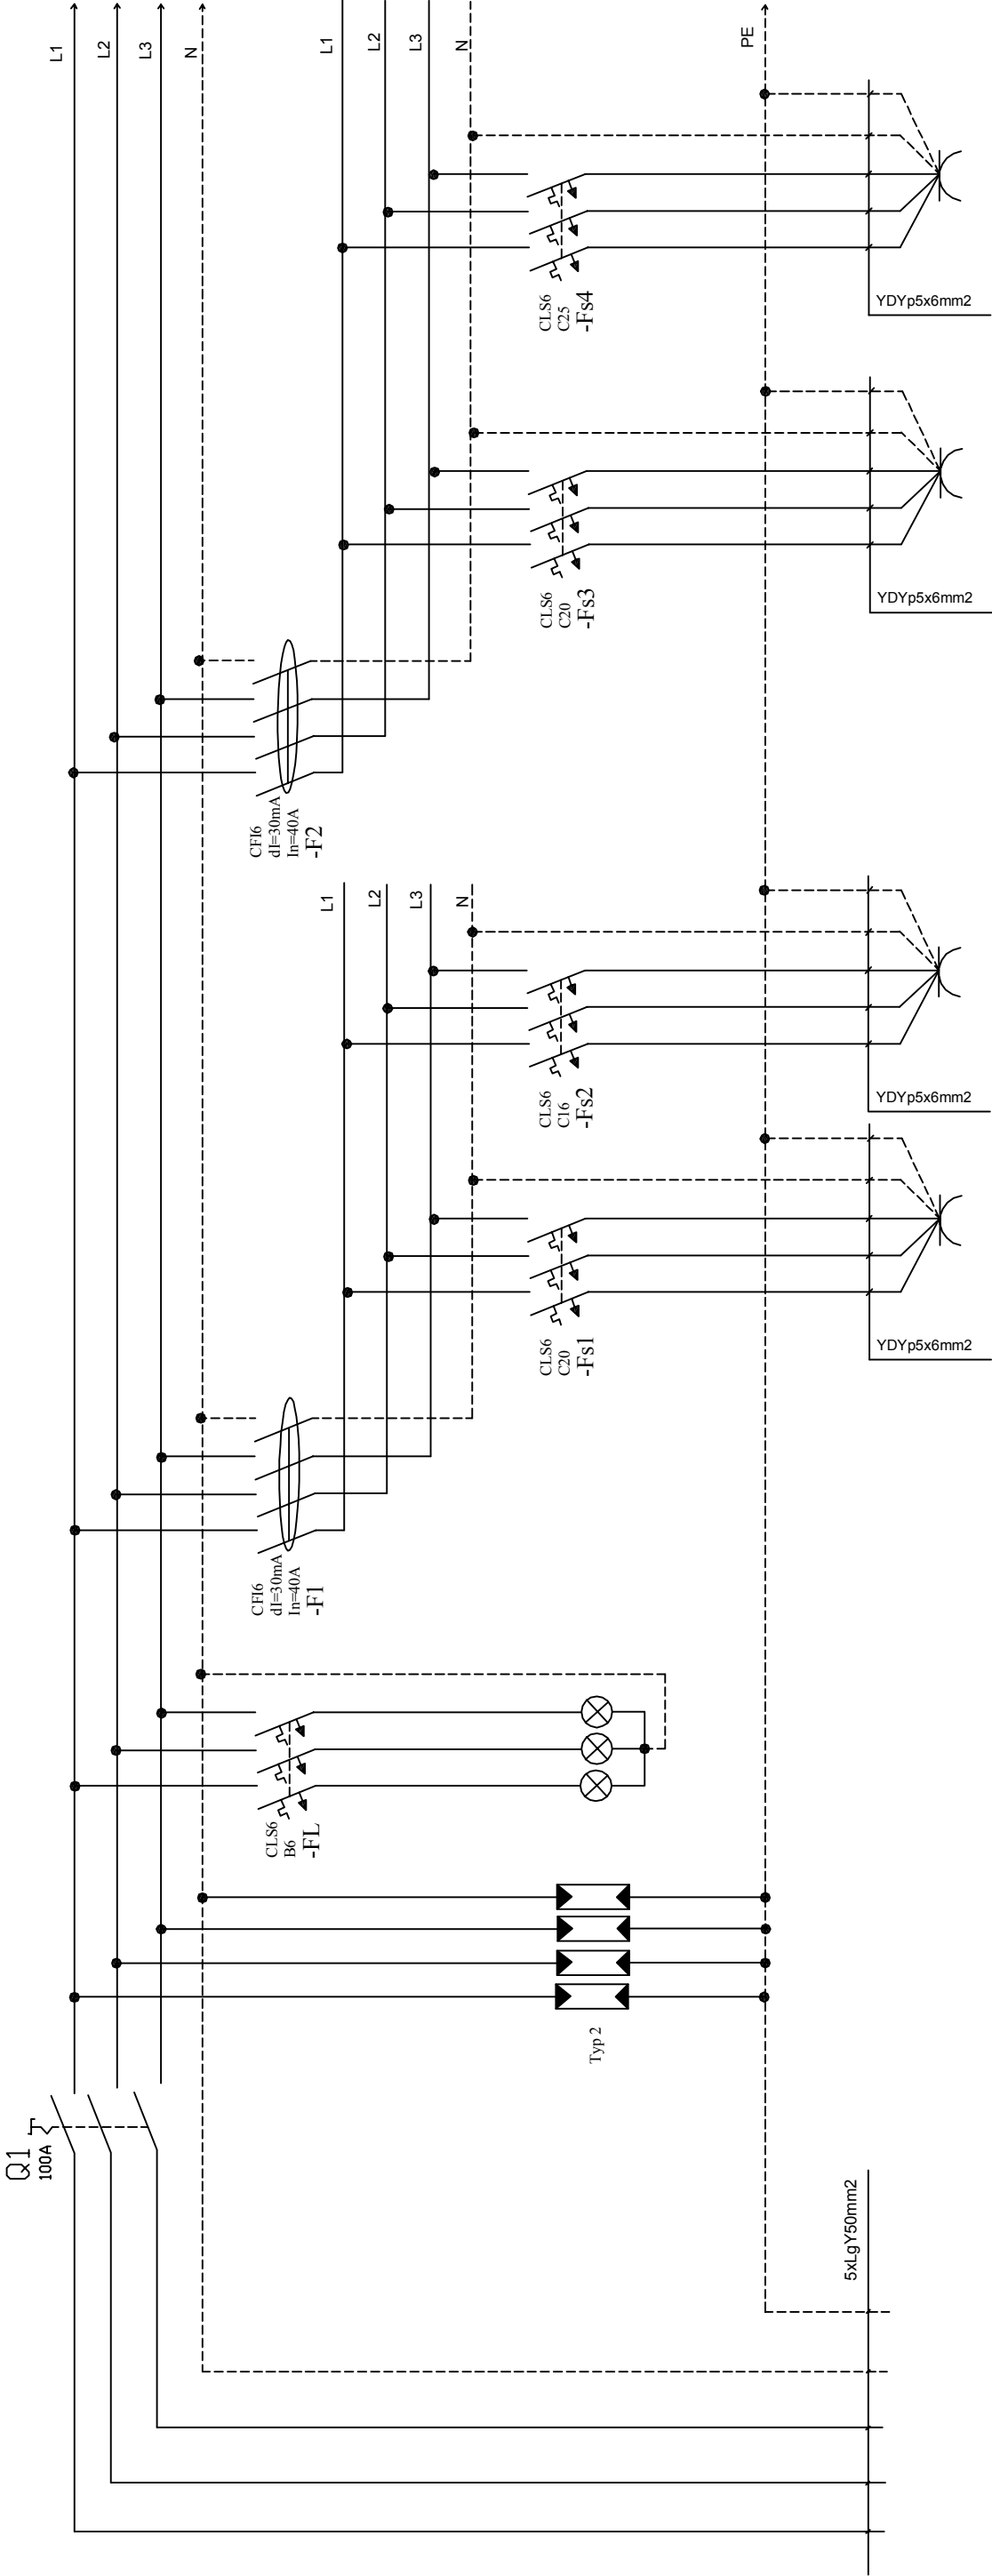 Q1
100A
5xLgY50mm2
Typ 2
CLS6
B6
-FL
CFI6
dI=30mA
In=40A
-F1
L1
L2
L3
N
CLS6
C20
-Fs1
YDYp5x6mm2
CLS6
C16
-Fs2
YDYp5x6mm2
CFI6
dI=30mA
In=40A
-F2
CLS6
C20
-Fs3
YDYp5x6mm2
CLS6
C25
-Fs4
YDYp5x6mm2
L1
L2
L3
N
L1
L2
L3
N
PE